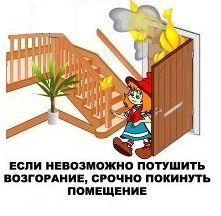 ЕСЛИ НЕВОЗМОЖНО ПОТУШИТЬ
ВОЗГОРАНИЕ, СРОЧНО ПОКИНУТЬ
ПОМЕЩЕНИЕ